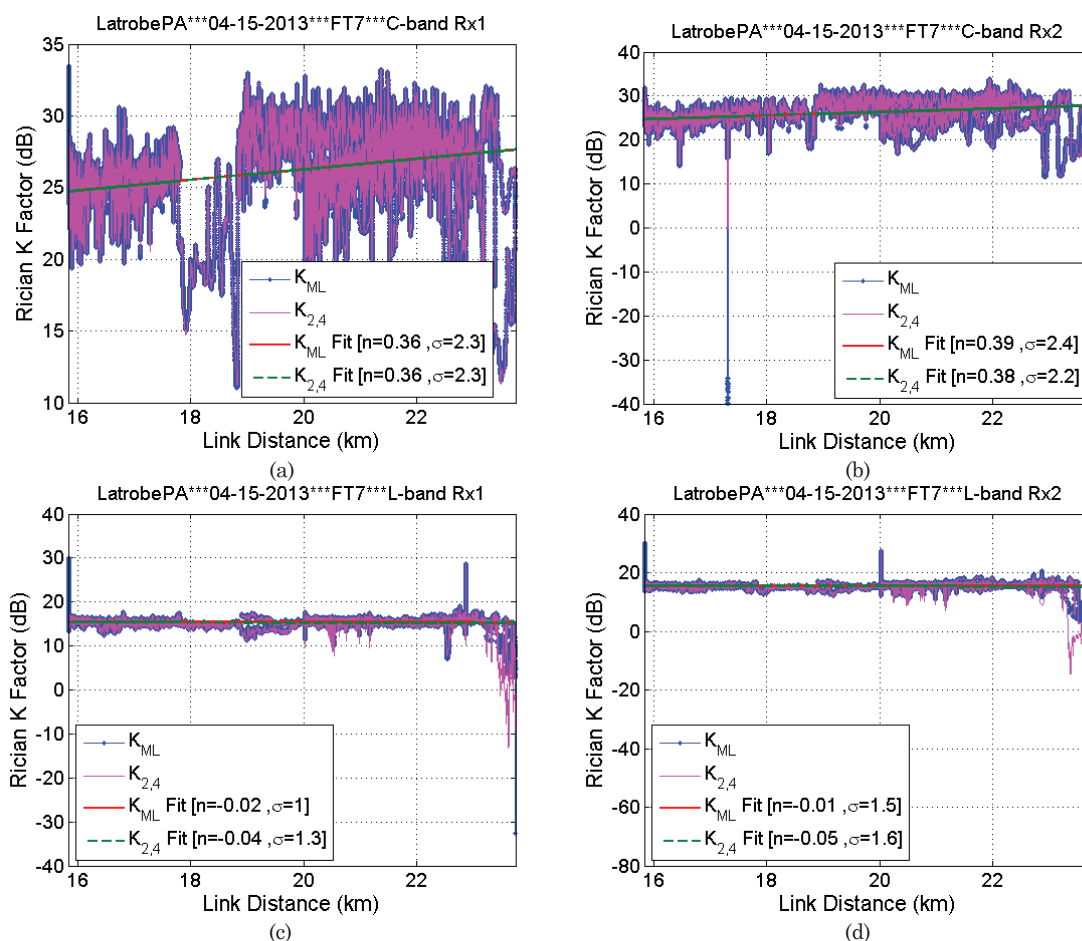 LatrobePA***04-15-2013***FT7***C-band Rx1
35
30
25
20
15
10
Rician K Factor (dB)
16 18 20 22
Link Distance (km)
K_ML
K_2,4
K_ML Fit [n=0.36 ,σ=2.3]
K_2,4 Fit [n=0.36 ,σ=2.3]
(a)
LatrobePA***04-15-2013***FT7***C-band Rx2
40
30
20
10
0
-10
-20
-30
-40
Rician K Factor (dB)
16 18 20 22
Link Distance (km)
K_ML
K_2,4
K_ML Fit [n=0.39 ,σ=2.4]
K_2,4 Fit [n=0.38 ,σ=2.2]
(b)
LatrobePA***04-15-2013***FT7***L-band Rx1
40
30
20
10
0
-10
-20
-30
-40
Rician K Factor (dB)
16 18 20 22
Link Distance (km)
K_ML
K_2,4
K_ML Fit [n=-0.02 ,σ=1]
K_2,4 Fit [n=-0.04 ,σ=1.3]
(c)
LatrobePA***04-15-2013***FT7***L-band Rx2
40
20
0
-20
-40
-60
-80
Rician K Factor (dB)
16 18 20 22
Link Distance (km)
K_ML
K_2,4
K_ML Fit [n=-0.01 ,σ=1.5]
K_2,4 Fit [n=-0.05 ,σ=1.6]
(d)